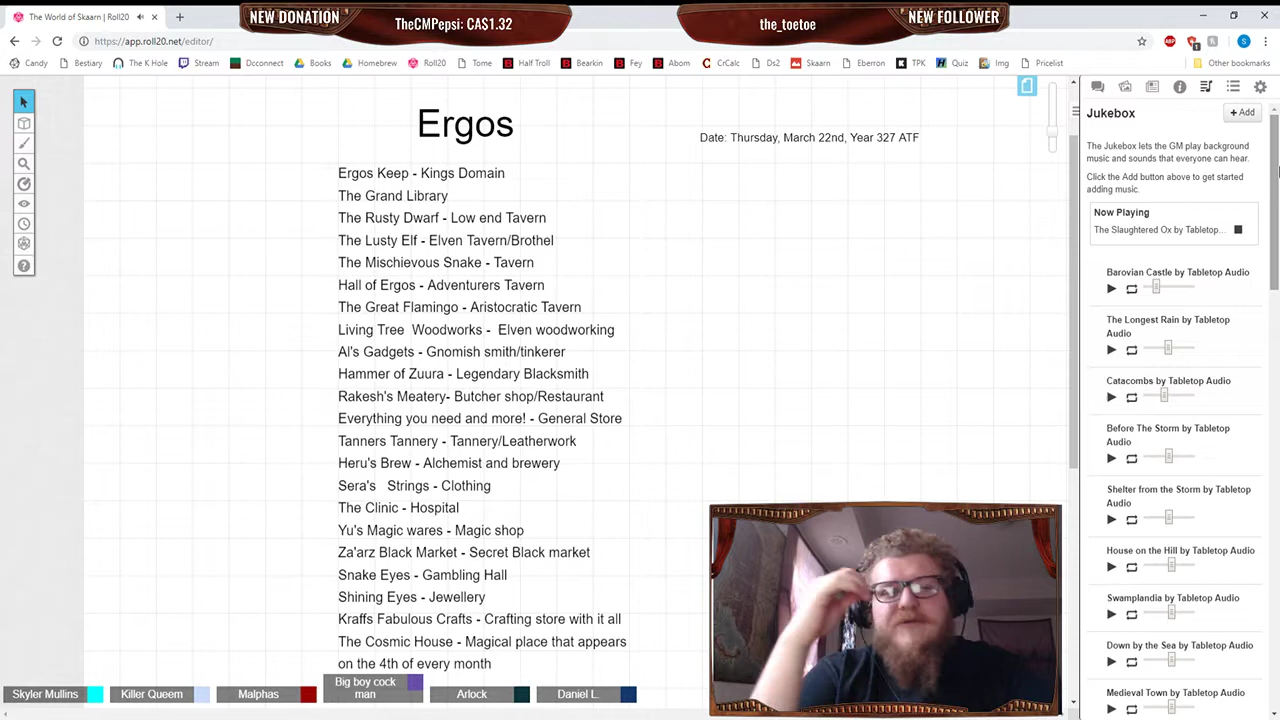 The World of Skaarn | Roll20
NEW DONATION
TheCMPepsi: CA$1.32
the_toetoe
NEW FOLLOWER
https://app.roll20.net/editor/
Candy Bestiary The K Hole Stream Dcconnect Books Homebrew Roll20 Tome Half Troll Bearkin Fey Abom CrCalc Ds2 Skaarn Eberron TPK Quiz Img Pricelist Other bookmarks
Ergos
Date: Thursday, March 22nd, Year 327 ATF
Ergos Keep - Kings Domain
The Grand Library
The Rusty Dwarf - Low end Tavern
The Lusty Elf - Elven Tavern/Brothel
The Mischievous Snake - Tavern
Hall of Ergos - Adventurers Tavern
The Great Flamingo - Aristocratic Tavern
Living Tree Woodworks - Elven woodworking
Al's Gadgets - Gnomish smith/tinkerer
Hammer of Zuura - Legendary Blacksmith
Rakesh's Meatery- Butcher shop/Restaurant
Everything you need and more! - General Store
Tanners Tannery - Tannery/Leatherwork
Heru's Brew - Alchemist and brewery
Sera's Strings - Clothing
The Clinic - Hospital
Yu's Magic wares - Magic shop
Za'arz Black Market - Secret Black market
Snake Eyes - Gambling Hall
Shining Eyes - Jewellery
Kraffs Fabulous Crafts - Crafting store with it all
The Cosmic House - Magical place that appears
on the 4th of every month
Skyler Mullins
Killer Queem
Malphas
Big boy cock
man
Arlock
Daniel L.
Jukebox
+ Add
The Jukebox lets the GM play background
music and sounds that everyone can hear.
Click the Add button above to get started
adding music.
Now Playing
The Slaughtered Ox by Tabletop...
Barovian Castle by Tabletop Audio
The Longest Rain by Tabletop
Audio
Catacombs by Tabletop Audio
Before The Storm by Tabletop
Audio
Shelter from the Storm by Tabletop
Audio
House on the Hill by Tabletop Audio
Swamplandia by Tabletop Audio
Down by the Sea by Tabletop Audio
Medieval Town by Tabletop Audio